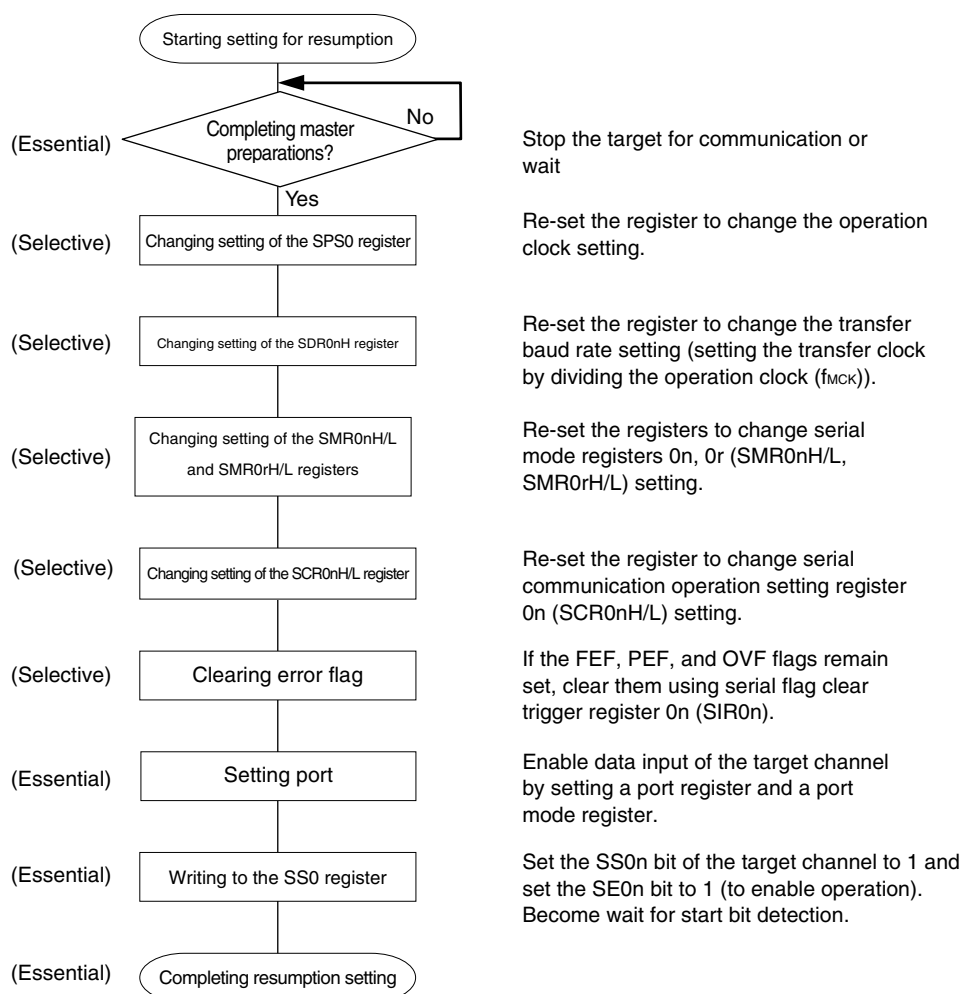 Starting setting for resumption
No
(Essential)
Completing master
preparations?
Stop the target for communication or
wait
Yes
(Selective)
Changing setting of the SPS0 register
Re-set the register to change the operation
clock setting.
(Selective)
Changing setting of the SDR0nH register
Re-set the register to change the transfer
baud rate setting (setting the transfer clock
by dividing the operation clock (fMCK)).
(Selective)
Changing setting of the SMR0nH/L
and SMR0rH/L registers
Re-set the registers to change serial
mode registers 0n, 0r (SMR0nH/L,
SMR0rH/L) setting.
(Selective)
Changing setting of the SCR0nH/L register
Re-set the register to change serial
communication operation setting register
0n (SCR0nH/L) setting.
(Selective)
Clearing error flag
If the FEF, PEF, and OVF flags remain
set, clear them using serial flag clear
trigger register 0n (SIR0n).
(Essential)
Setting port
Enable data input of the target channel
by setting a port register and a port
mode register.
(Essential)
Writing to the SS0 register
Set the SS0n bit of the target channel to 1 and
set the SE0n bit to 1 (to enable operation).
Become wait for start bit detection.
(Essential)
Completing resumption setting